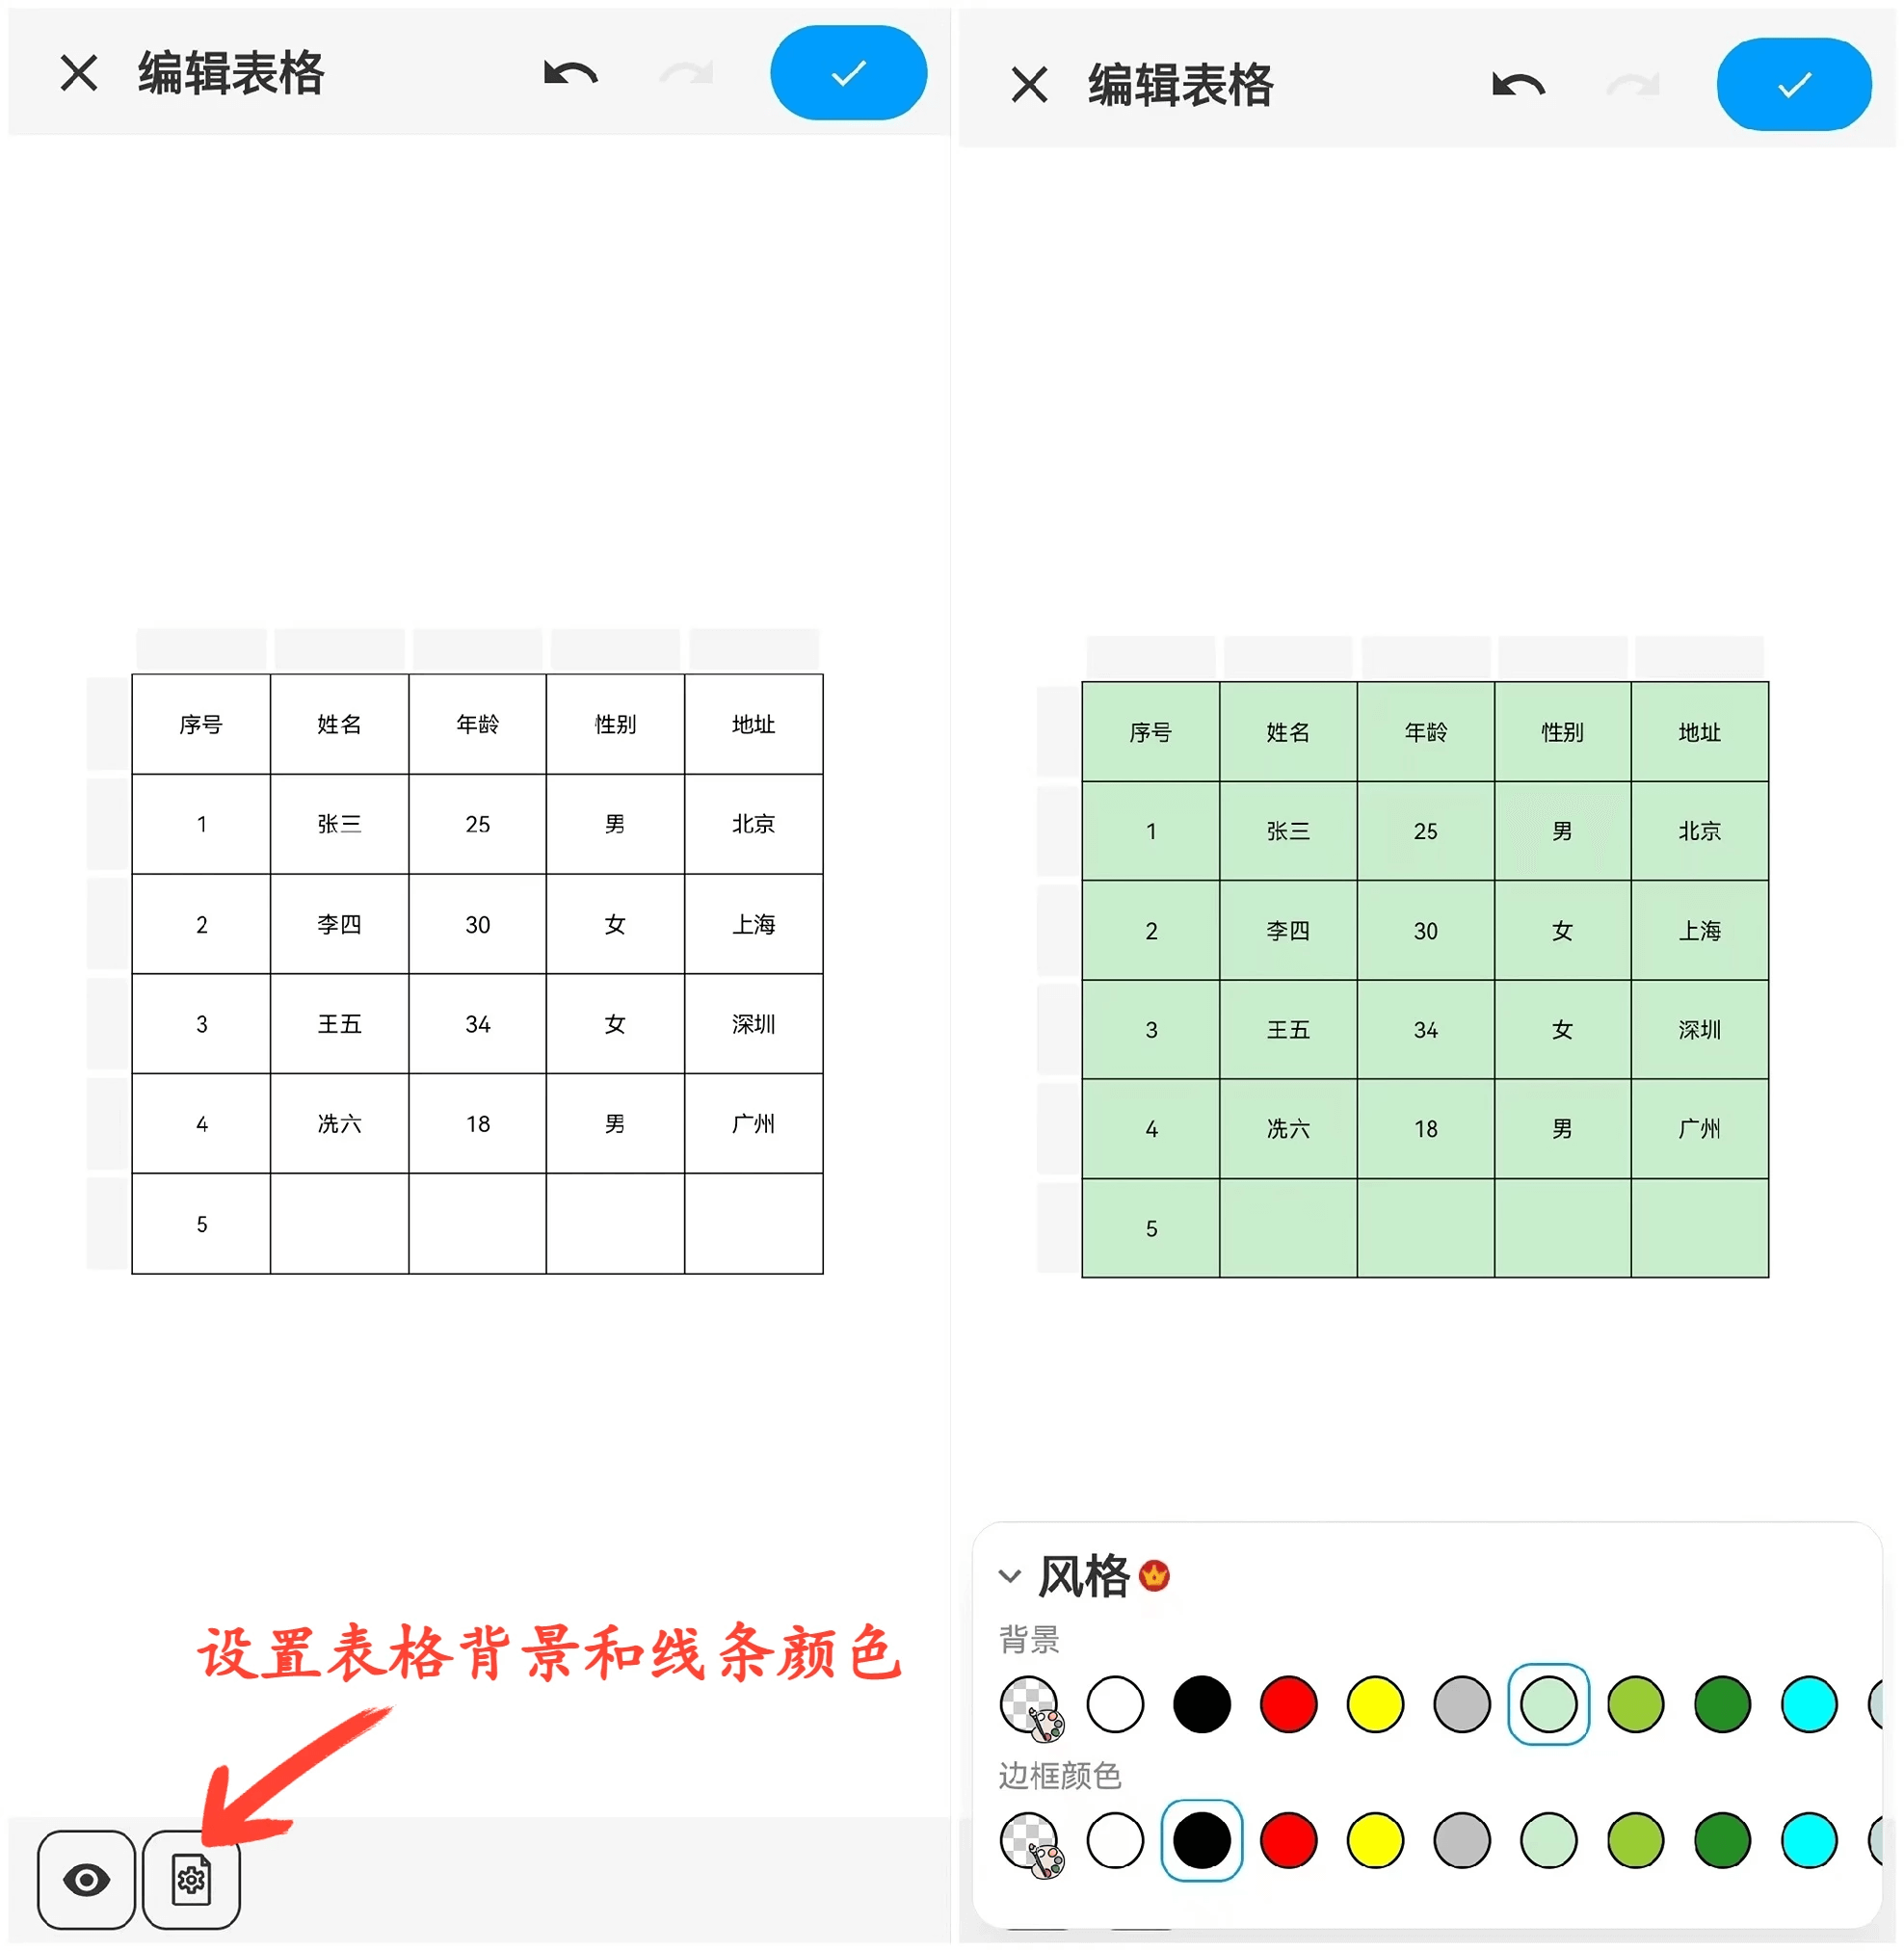 编辑表格
序号 姓名 年龄 性别 地址
1 张三 25 男 北京
2 李四 30 女 上海
3 王五 34 女 深圳
4 冼六 18 男 广州
5
设置表格背景和线条颜色
编辑表格
序号 姓名 年龄 性别 地址
1 张三 25 男 北京
2 李四 30 女 上海
3 王五 34 女 深圳
4 冼六 18 男 广州
5
风格
背景
边框颜色